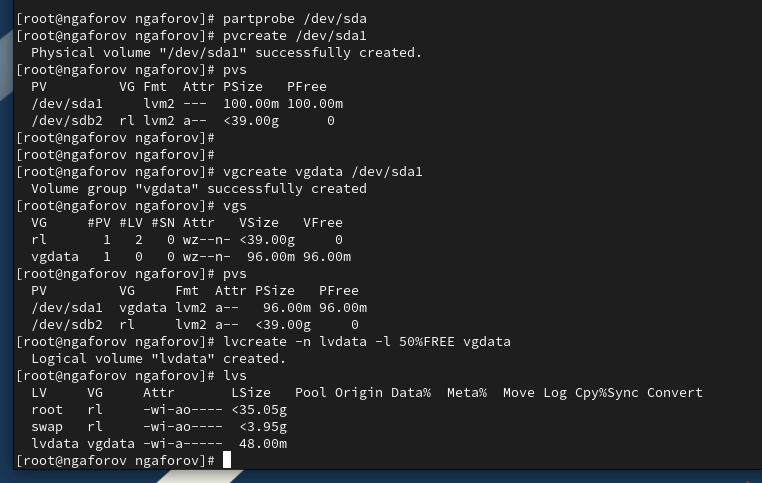 [root@ngaforov ngaforov]# partprobe /dev/sda
[root@ngaforov ngaforov]# pvcreate /dev/sda1
  Physical volume "/dev/sda1" successfully created.
[root@ngaforov ngaforov]# pvs
  PV         VG Fmt  Attr PSize   PFree
  /dev/sda1     lvm2 ---  100.00m 100.00m
  /dev/sdb2  rl lvm2 a--  <39.00g      0
[root@ngaforov ngaforov]#
[root@ngaforov ngaforov]#
[root@ngaforov ngaforov]# vgcreate vgdata /dev/sda1
  Volume group "vgdata" successfully created
[root@ngaforov ngaforov]# vgs
  VG     #PV #LV #SN Attr   VSize   VFree
  rl       1   2   0 wz--n- <39.00g     0
  vgdata   1   0   0 wz--n-  96.00m 96.00m
[root@ngaforov ngaforov]# pvs
  PV         VG     Fmt  Attr PSize   PFree
  /dev/sda1  vgdata lvm2 a--   96.00m 96.00m
  /dev/sdb2  rl     lvm2 a--  <39.00g     0
[root@ngaforov ngaforov]# lvcreate -n lvdata -l 50%FREE vgdata
  Logical volume "lvdata" created.
[root@ngaforov ngaforov]# lvs
  LV     VG     Attr       LSize   Pool Origin Data%  Meta%  Move Log Cpy%Sync Convert
  root   rl     -wi-ao---- <35.05g
  swap   rl     -wi-ao----  <3.95g
  lvdata vgdata -wi-a-----  48.00m
[root@ngaforov ngaforov]#